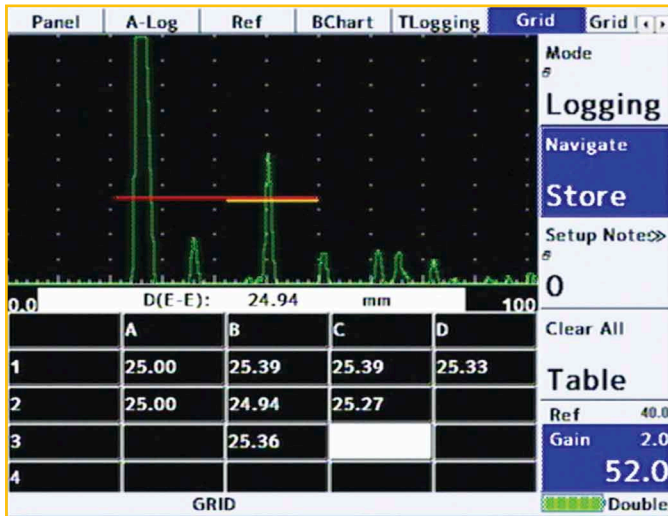 Panel A-Log Ref BChart TLogging Grid Grid
Mode
Logging
Navigate
Store
Setup Notes>>
0
0.0 D(E-E): 24.94 mm 100
Clear All
Table
A B C D
1 25.00 25.39 25.39 25.33
2 25.00 24.94 25.27
3 25.36
4
Ref 40.0
Gain 2.0
52.0
GRID
Double